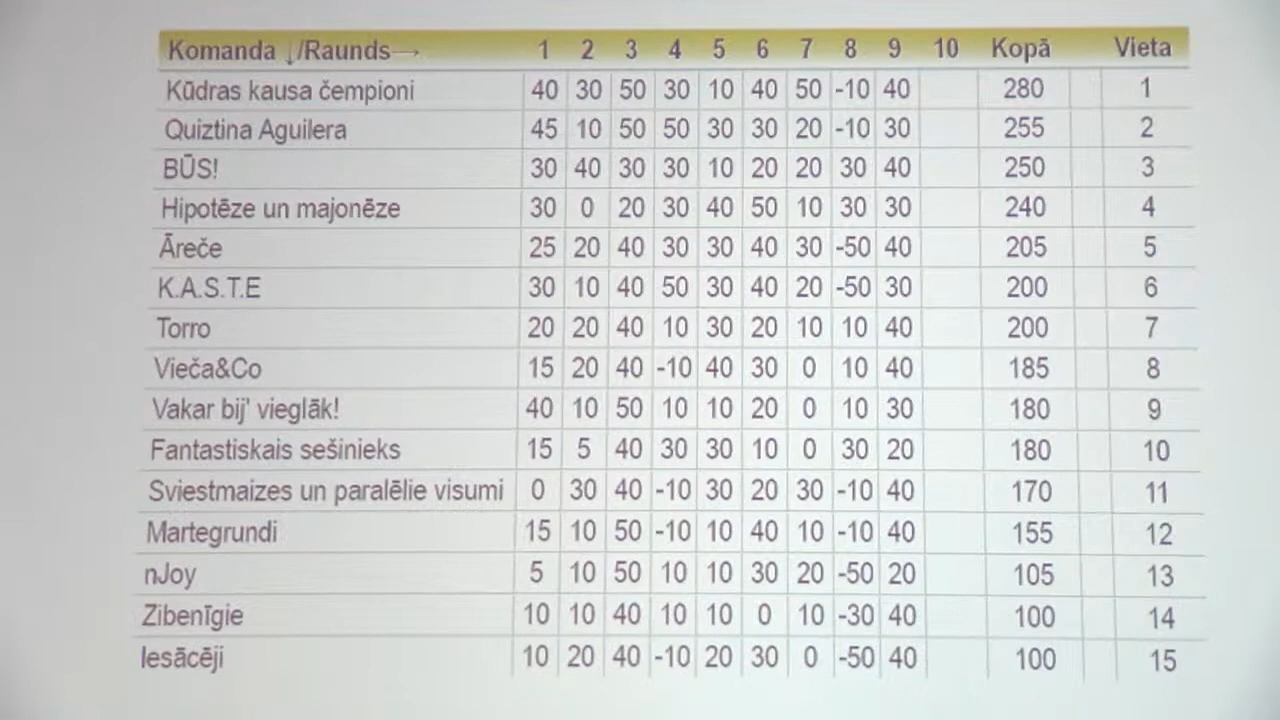 Komanda ↓/Raunds→ 1 2 3 4 5 6 7 8 9 10 Kopā Vieta
Kūdras kausa čempioni 40 30 50 30 10 40 50 -10 40 280 1
Quiztina Aguilera 45 10 50 50 30 30 20 -10 30 255 2
BŪS! 30 40 30 30 10 20 20 30 40 250 3
Hipotēze un majonēze 30 0 20 30 40 50 10 30 30 240 4
Āreče 25 20 40 30 30 40 30 -50 40 205 5
K.A.S.T.E 30 10 40 50 30 40 20 -50 30 200 6
Torro 20 20 40 10 30 20 10 10 40 200 7
Vieča&Co 15 20 40 -10 40 30 0 10 40 185 8
Vakar bij' vieglāk! 40 10 50 10 10 20 0 10 30 180 9
Fantastiskais sešinieks 15 5 40 30 30 10 0 30 20 180 10
Sviestmaizes un paralēlie visumi 0 30 40 -10 30 20 30 -10 40 170 11
Martegrundi 15 10 50 -10 10 40 10 -10 40 155 12
nJoy 5 10 50 10 10 30 20 -50 20 105 13
Zibenīgie 10 10 40 10 10 0 10 -30 40 100 14
Iesācēji 10 20 40 -10 20 30 0 -50 40 100 15